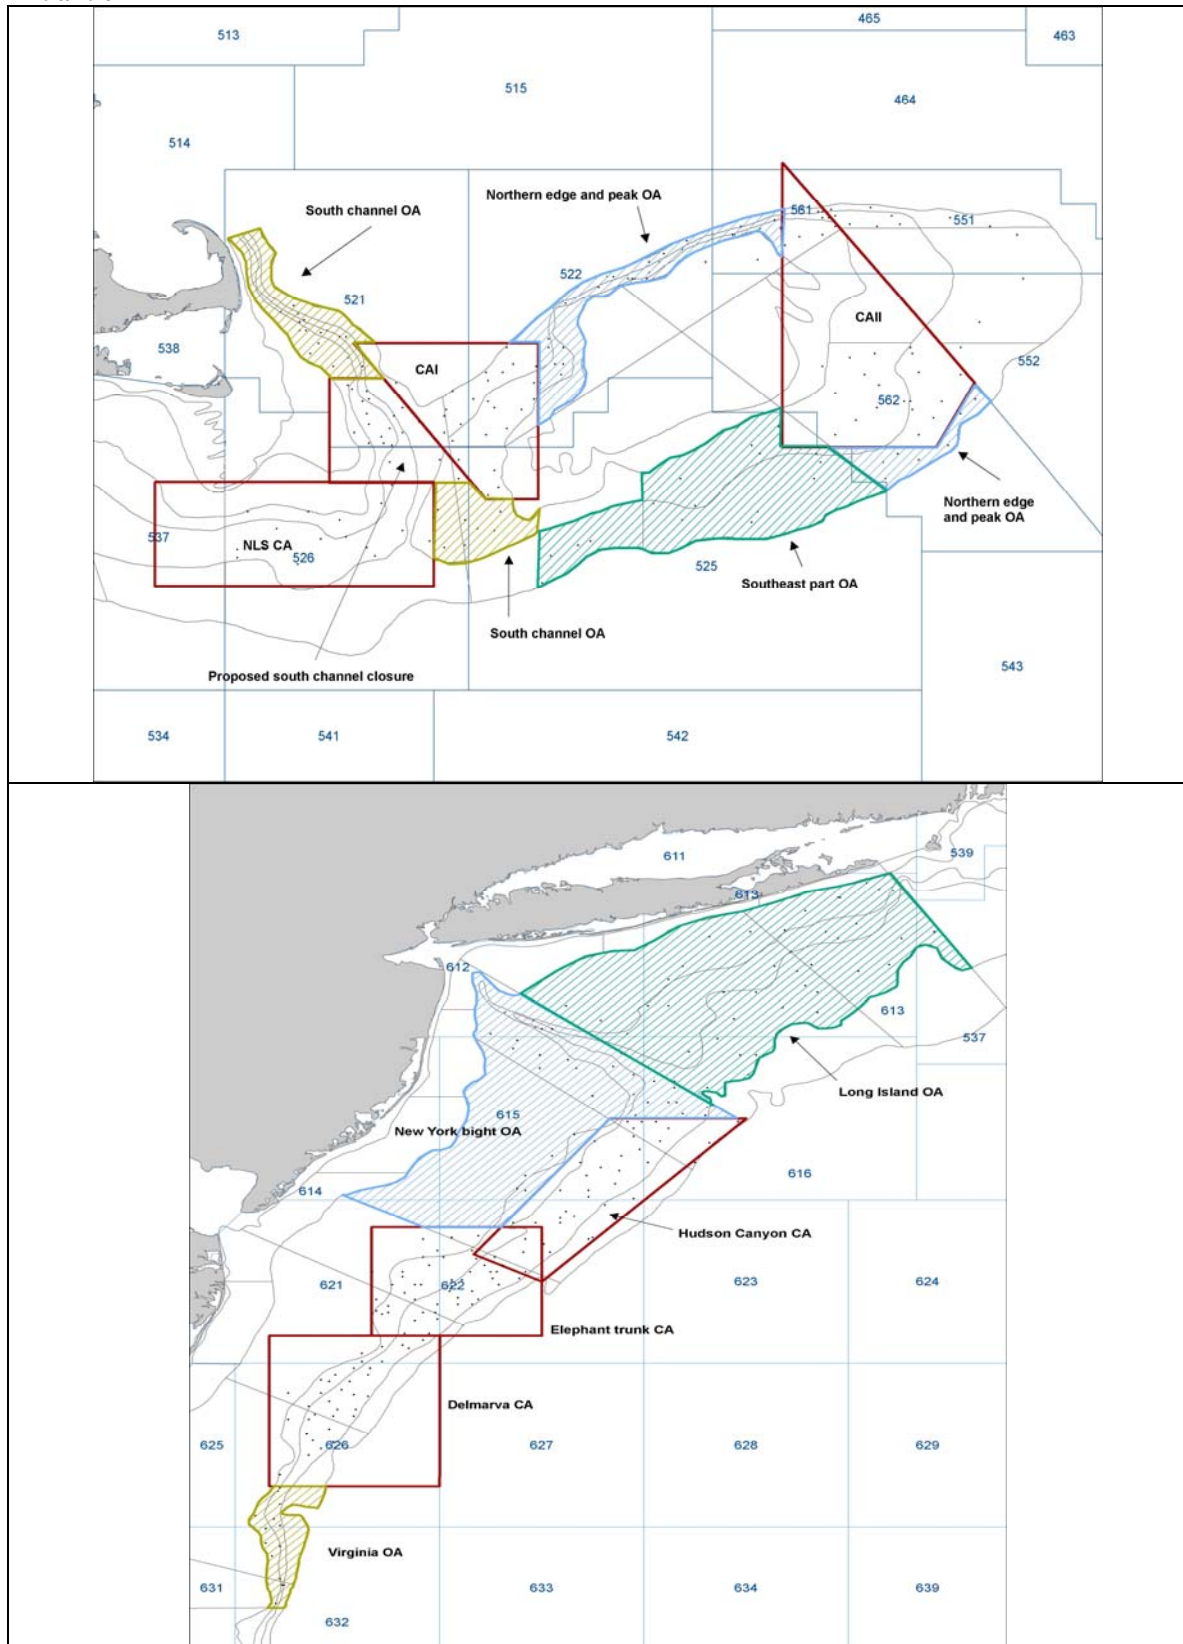 513
465
463
515
464
514
Northern edge and peak OA
South channel OA
561
551
522
521
CAII
538
552
CAI
562
Northern edge
and peak OA
537
NLS CA
526
525
Southeast part OA
South channel OA
543
Proposed south channel closure
534
541
542
611
539
613
612
613
537
Long Island OA
615
New York bight OA
616
614
Hudson Canyon CA
621
622
623
624
Elephant trunk CA
Delmarva CA
625
626
627
628
629
Virginia OA
631
633
634
639
632